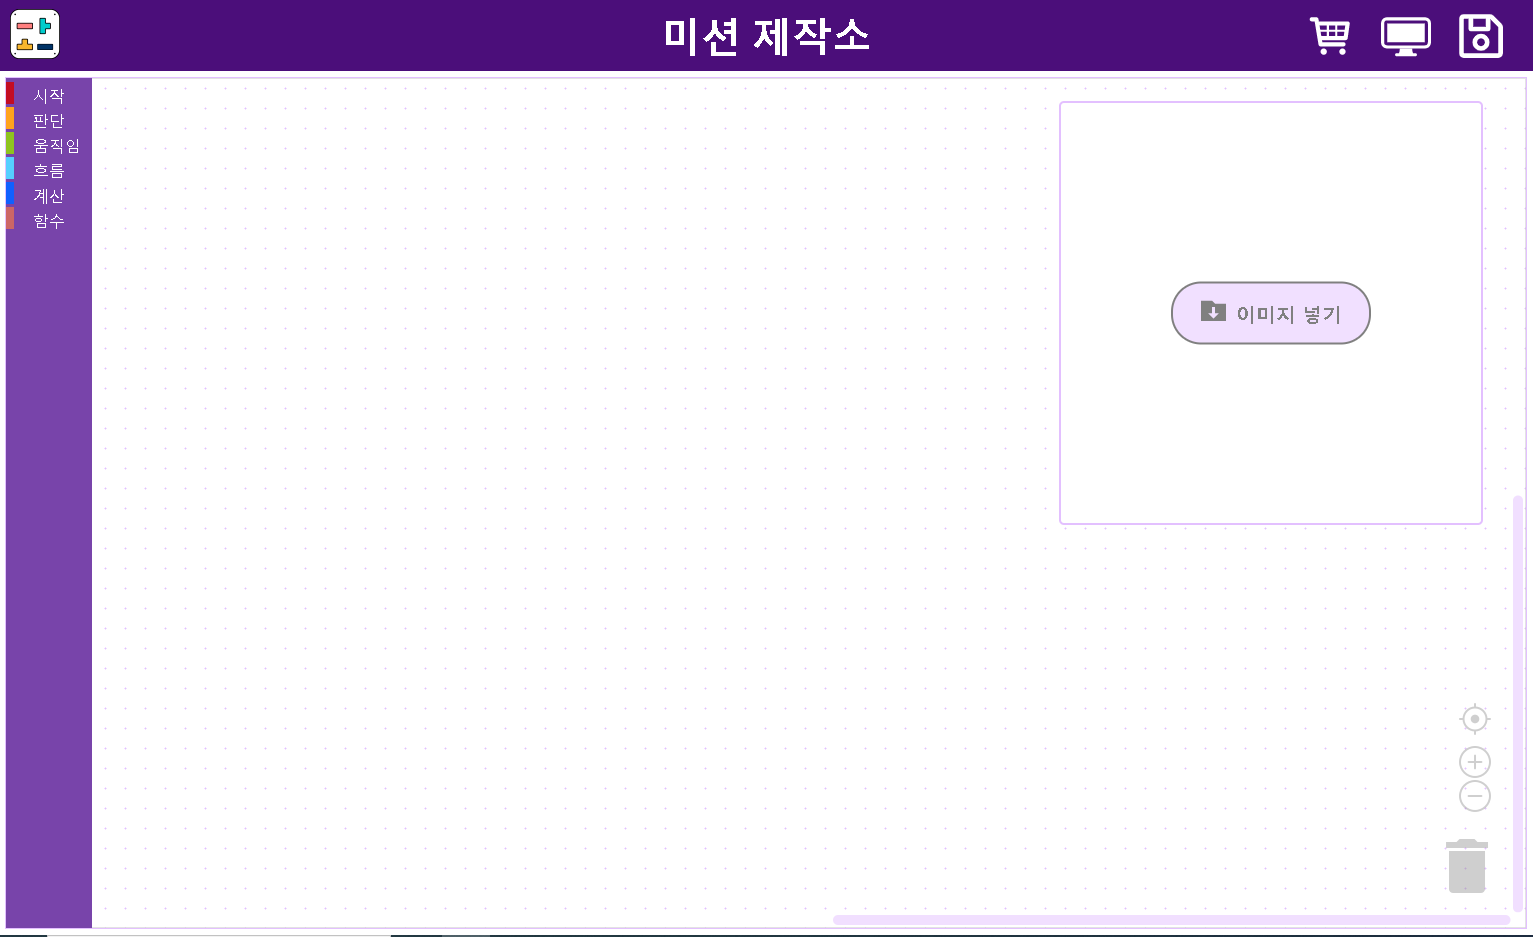 미션 제작소
시작
판단
움직임
흐름
계산
함수
이미지 넣기